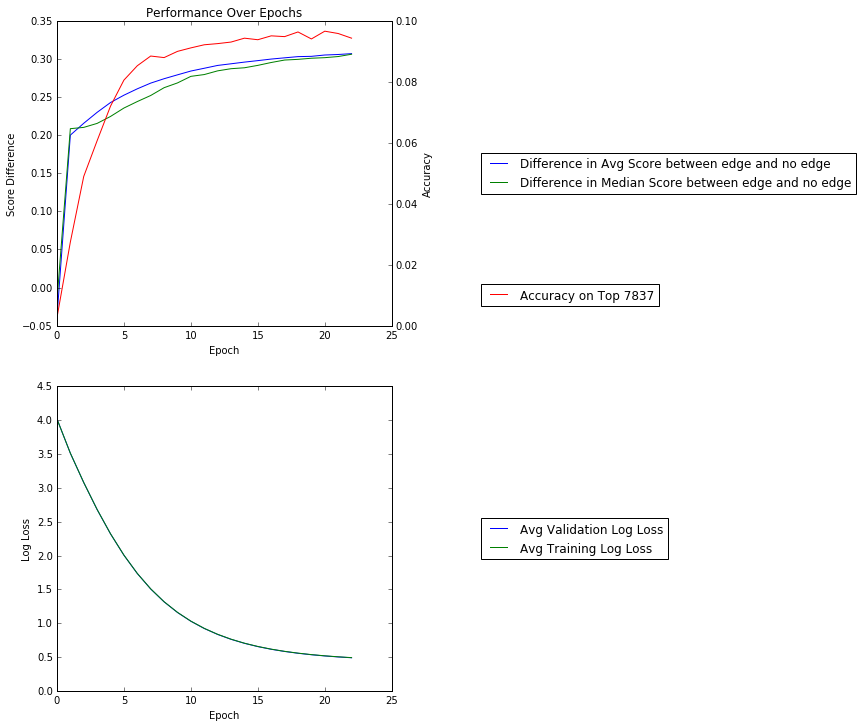 Performance Over Epochs
0.35
0.30
0.25
0.20
0.15
0.10
0.05
0.00
−0.05
Score Difference
0.10
0.08
0.06
0.04
0.02
0.00
Accuracy
0 5 10 15 20 25
Epoch
Difference in Avg Score between edge and no edge
Difference in Median Score between edge and no edge
Accuracy on Top 7837
4.5
4.0
3.5
3.0
2.5
2.0
1.5
1.0
0.5
0.0
Log Loss
0 5 10 15 20 25
Epoch
Avg Validation Log Loss
Avg Training Log Loss